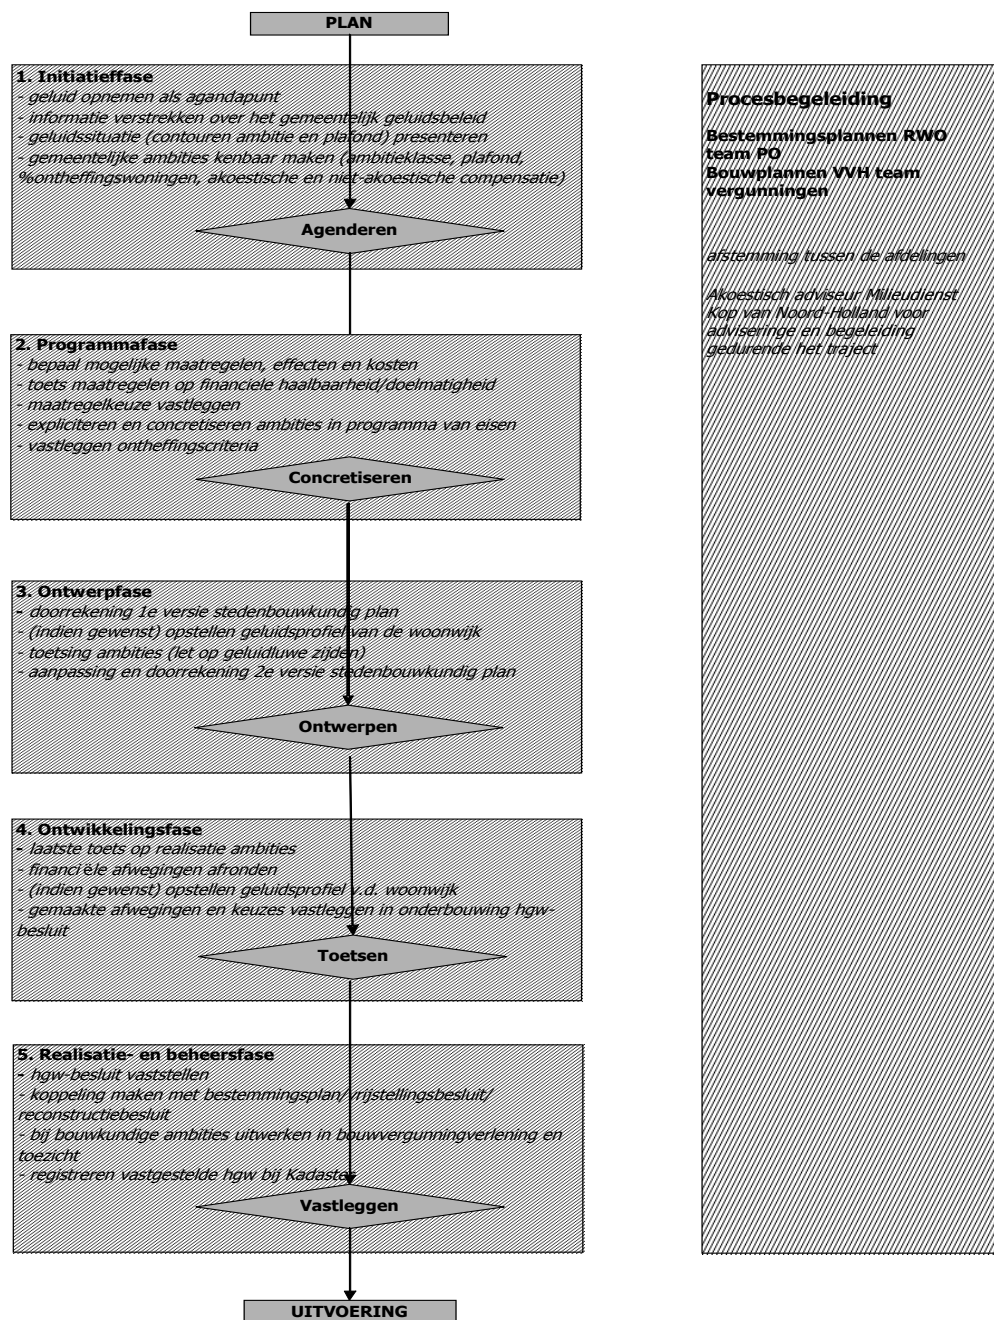 PLAN
1. Initiatieffase
- geluid opnemen als agandapunt
- informatie verstrekken over het gemeentelijk geluidsbeleid
- geluidssituatie (contouren ambitie en plafond) presenteren
- gemeentelijke ambities kenbaar maken (ambitieklasse, plafond,
%ontheffingswoningen, akoestische en niet-akoestische compensatie)
Agenderen
2. Programmafase
- bepaal mogelijke maatregelen, effecten en kosten
- toets maatregelen op financiele haalbaarheid/doelmatigheid
- maatregelkeuze vastleggen
- expliciteren en concretiseren ambities in programma van eisen
- vastleggen ontheffingscriteria
Concretiseren
3. Ontwerpfase
- doorrekening 1e versie stedenbouwkundig plan
- (indien gewenst) opstellen geluidsprofiel van de woonwijk
- toetsing ambities (let op geluidluwe zijden)
- aanpassing en doorrekening 2e versie stedenbouwkundig plan
Ontwerpen
4. Ontwikkelingsfase
- laatste toets op realisatie ambities
- financiële afwegingen afronden
- (indien gewenst) opstellen geluidsprofiel v.d. woonwijk
- gemaakte afwegingen en keuzes vastleggen in onderbouwing hgw-
besluit
Toetsen
5. Realisatie- en beheersfase
- hgw-besluit vaststellen
- koppeling maken met bestemmingsplan/vrijstellingsbesluit/
reconstructiebesluit
- bij bouwkundige ambities uitwerken in bouwvergunningverlening en
toezicht
- registreren vastgestelde hgw bij Kadaster
Vastleggen
UITVOERING
Procesbegeleiding
Bestemmingsplannen RWO
team PO
Bouwplannen VVH team
vergunningen
afstemming tussen de afdelingen
Akoestisch adviseur Milieudienst
Kop van Noord-Holland voor
adviseringe en begeleiding
gedurende het traject